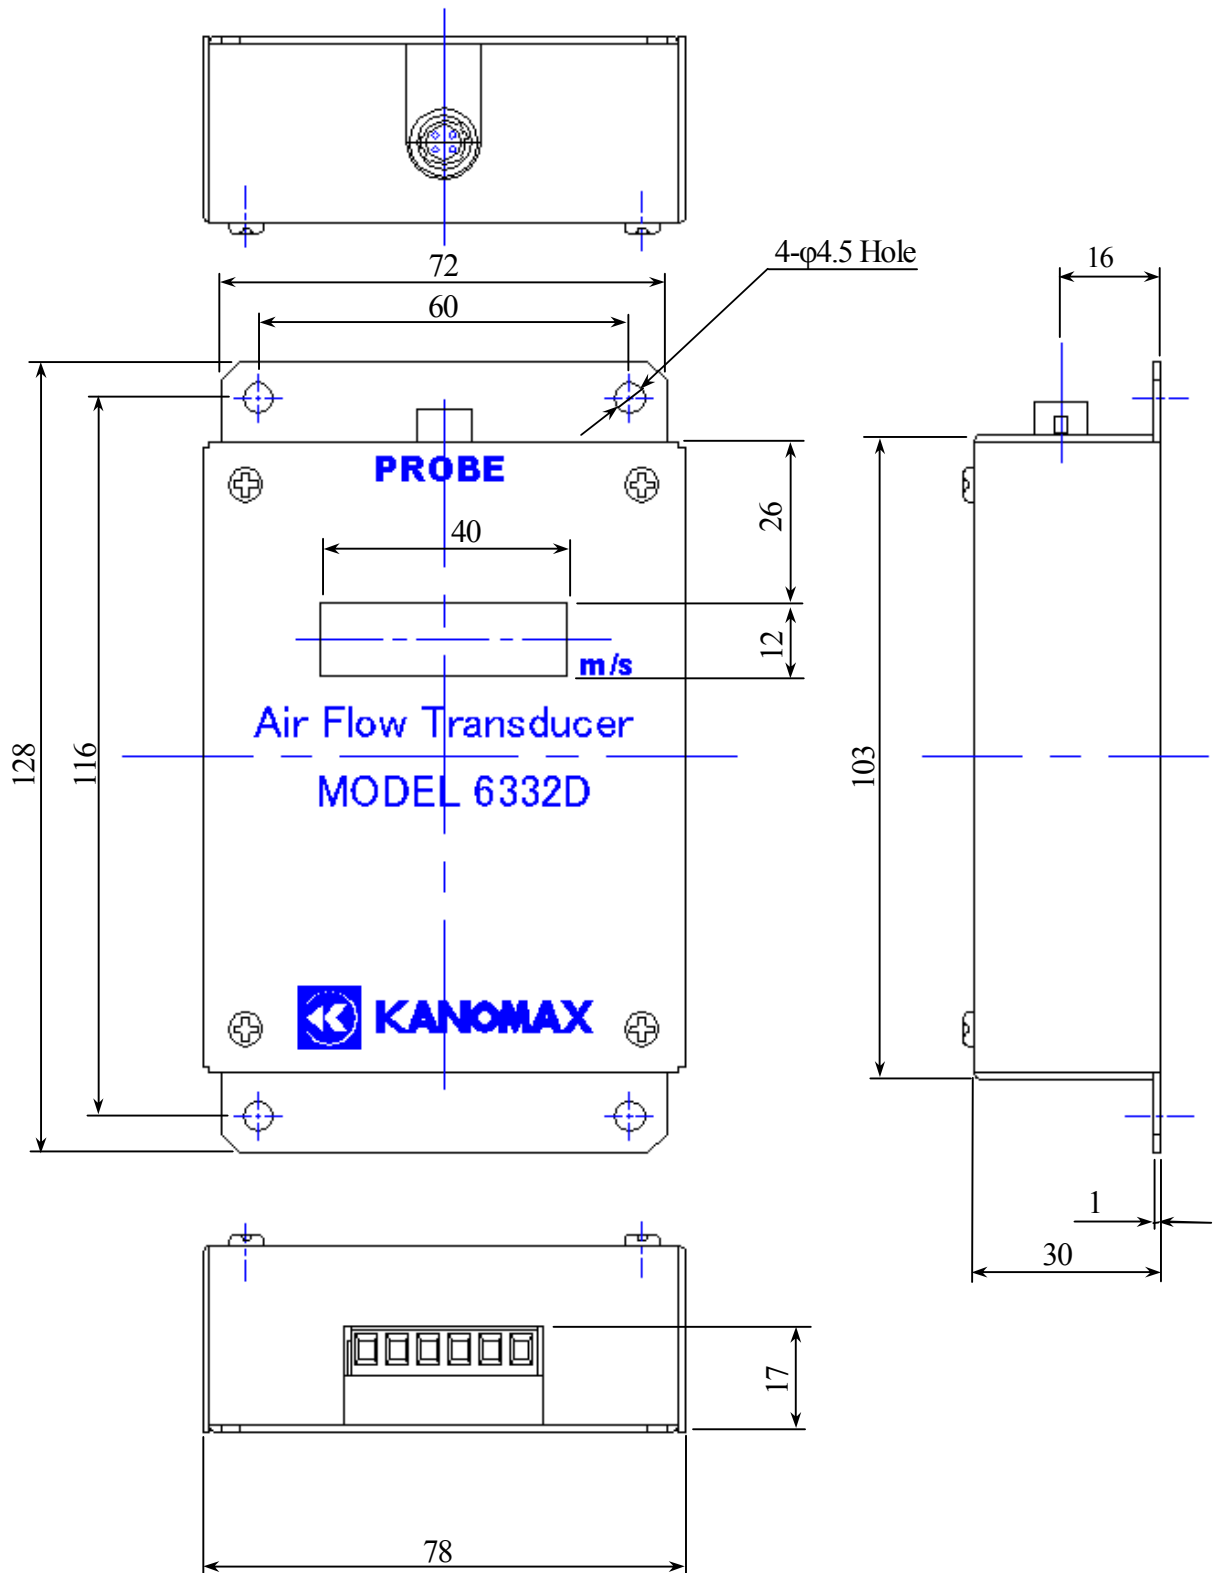 72
4-φ4.5 Hole
16
60
PROBE
26
40
12
m/s
Air Flow Transducer
128
116
103
MODEL 6332D
KANOMAX
1
30
17
78